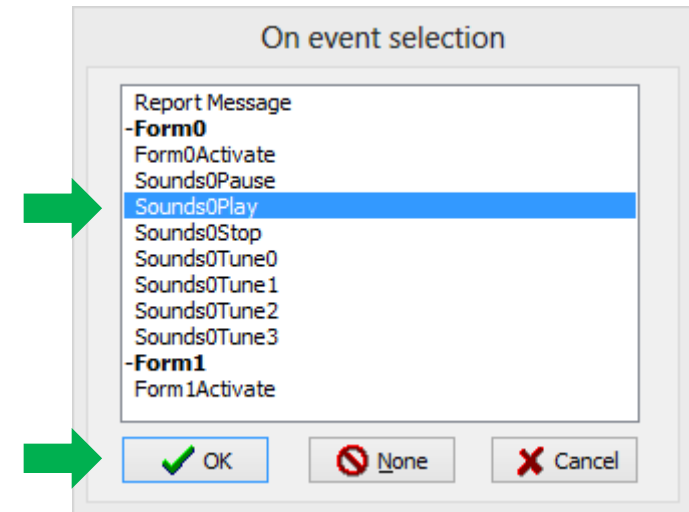 On event selection
Report Message
-Form0
Form0Activate
Sounds0Pause
Sounds0Play
Sounds0Stop
Sounds0Tune0
Sounds0Tune1
Sounds0Tune2
Sounds0Tune3
-Form1
Form1Activate
OK None Cancel